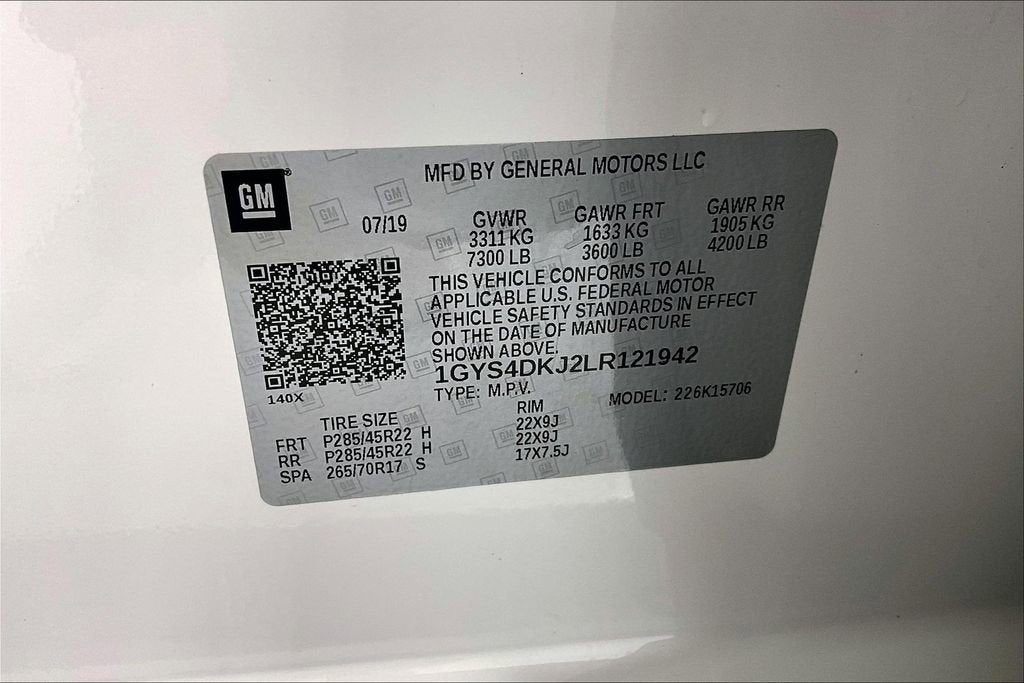 GM
MFD BY GENERAL MOTORS LLC
07/19
GVWR GAWR FRT GAWR RR
3311 KG 1633 KG 1905 KG
7300 LB 3600 LB 4200 LB
THIS VEHICLE CONFORMS TO ALL
APPLICABLE U.S. FEDERAL MOTOR
VEHICLE SAFETY STANDARDS IN EFFECT
ON THE DATE OF MANUFACTURE
SHOWN ABOVE.
1GYS4DKJ2LR121942
140X
TYPE: M.P.V. MODEL: 226K15706
TIRE SIZE RIM
FRT P285/45R22 H 22X9J
RR P285/45R22 H 22X9J
SPA 265/70R17 S 17X7.5J